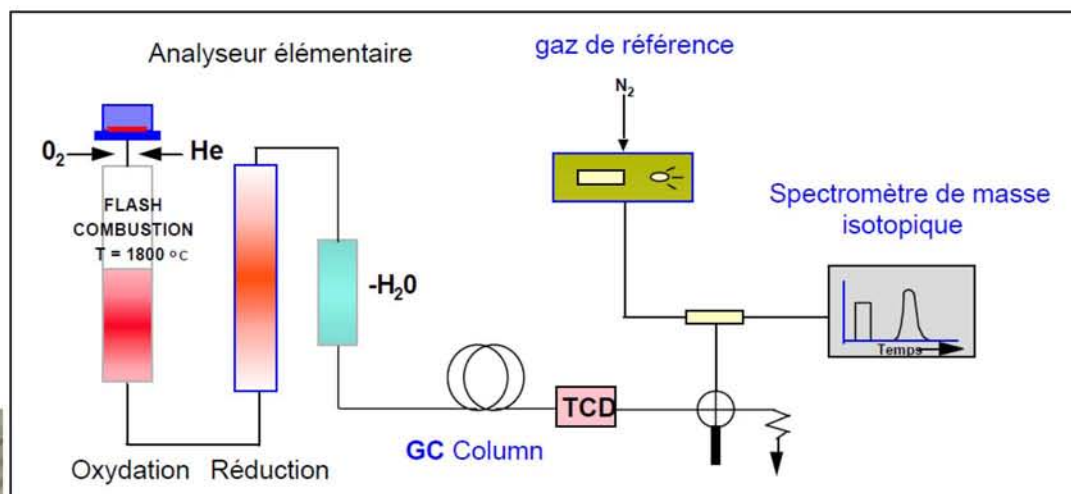 Analyseur élémentaire
gaz de référence
N₂
0₂
He
FLASH
COMBUSTION
T = 1800 °C
-H₂0
Spectromètre de masse
isotopique
Temps
TCD
GC Column
Oxydation
Réduction